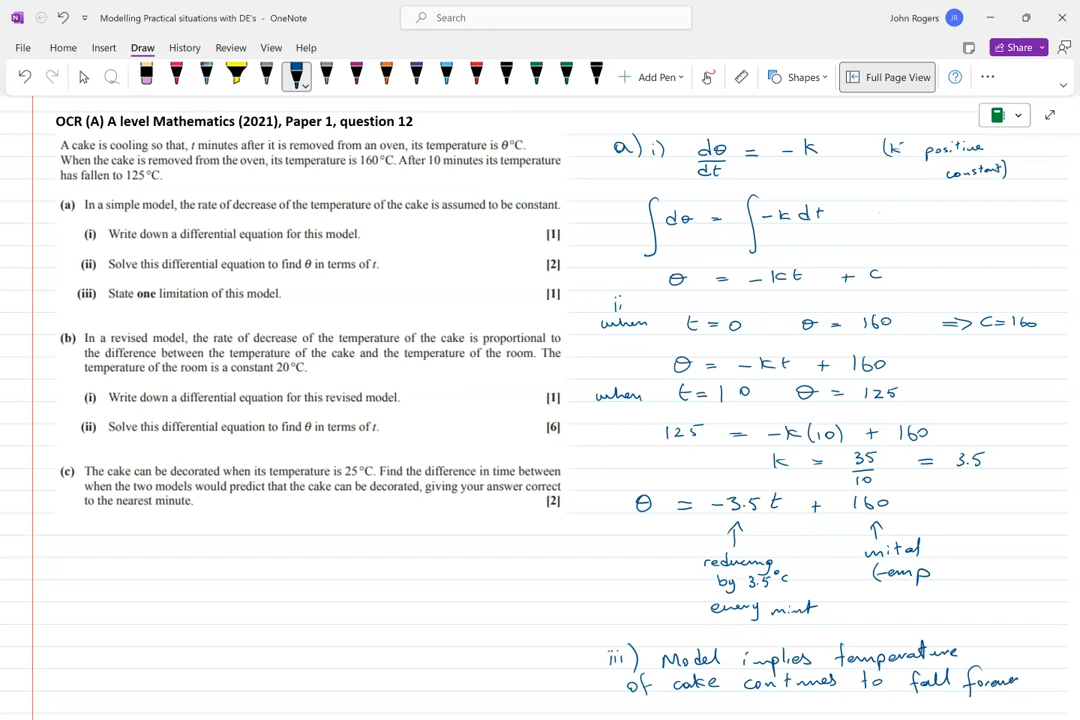 Modelling Practical situations with DE's - OneNote
Search
John Rogers
JR
File Home Insert Draw History Review View Help
Share
Add Pen
Shapes
Full Page View
OCR (A) A level Mathematics (2021), Paper 1, question 12
A cake is cooling so that, t minutes after it is removed from an oven, its temperature is θ°C.
When the cake is removed from the oven, its temperature is 160°C. After 10 minutes its temperature
has fallen to 125°C.
(a) In a simple model, the rate of decrease of the temperature of the cake is assumed to be constant.
(i) Write down a differential equation for this model. [1]
(ii) Solve this differential equation to find θ in terms of t. [2]
(iii) State one limitation of this model. [1]
(b) In a revised model, the rate of decrease of the temperature of the cake is proportional to
the difference between the temperature of the cake and the temperature of the room. The
temperature of the room is a constant 20°C.
(i) Write down a differential equation for this revised model. [1]
(ii) Solve this differential equation to find θ in terms of t. [6]
(c) The cake can be decorated when its temperature is 25°C. Find the difference in time between
when the two models would predict that the cake can be decorated, giving your answer correct
to the nearest minute. [2]
a) i) dθ/dt = -k (k positive
constant)
∫dθ = ∫-k dt
θ = -kt + c
ii
when t = 0 θ = 160 => C=160
θ = -kt + 160
when t = 10 θ = 125
125 = -k(10) + 160
k = 35/10 = 3.5
θ = -3.5t + 160
↑ ↑
reducing
by 3.5°c
every mint
inital
temp
iii) Model implies temperature
of cake continues to fall forever